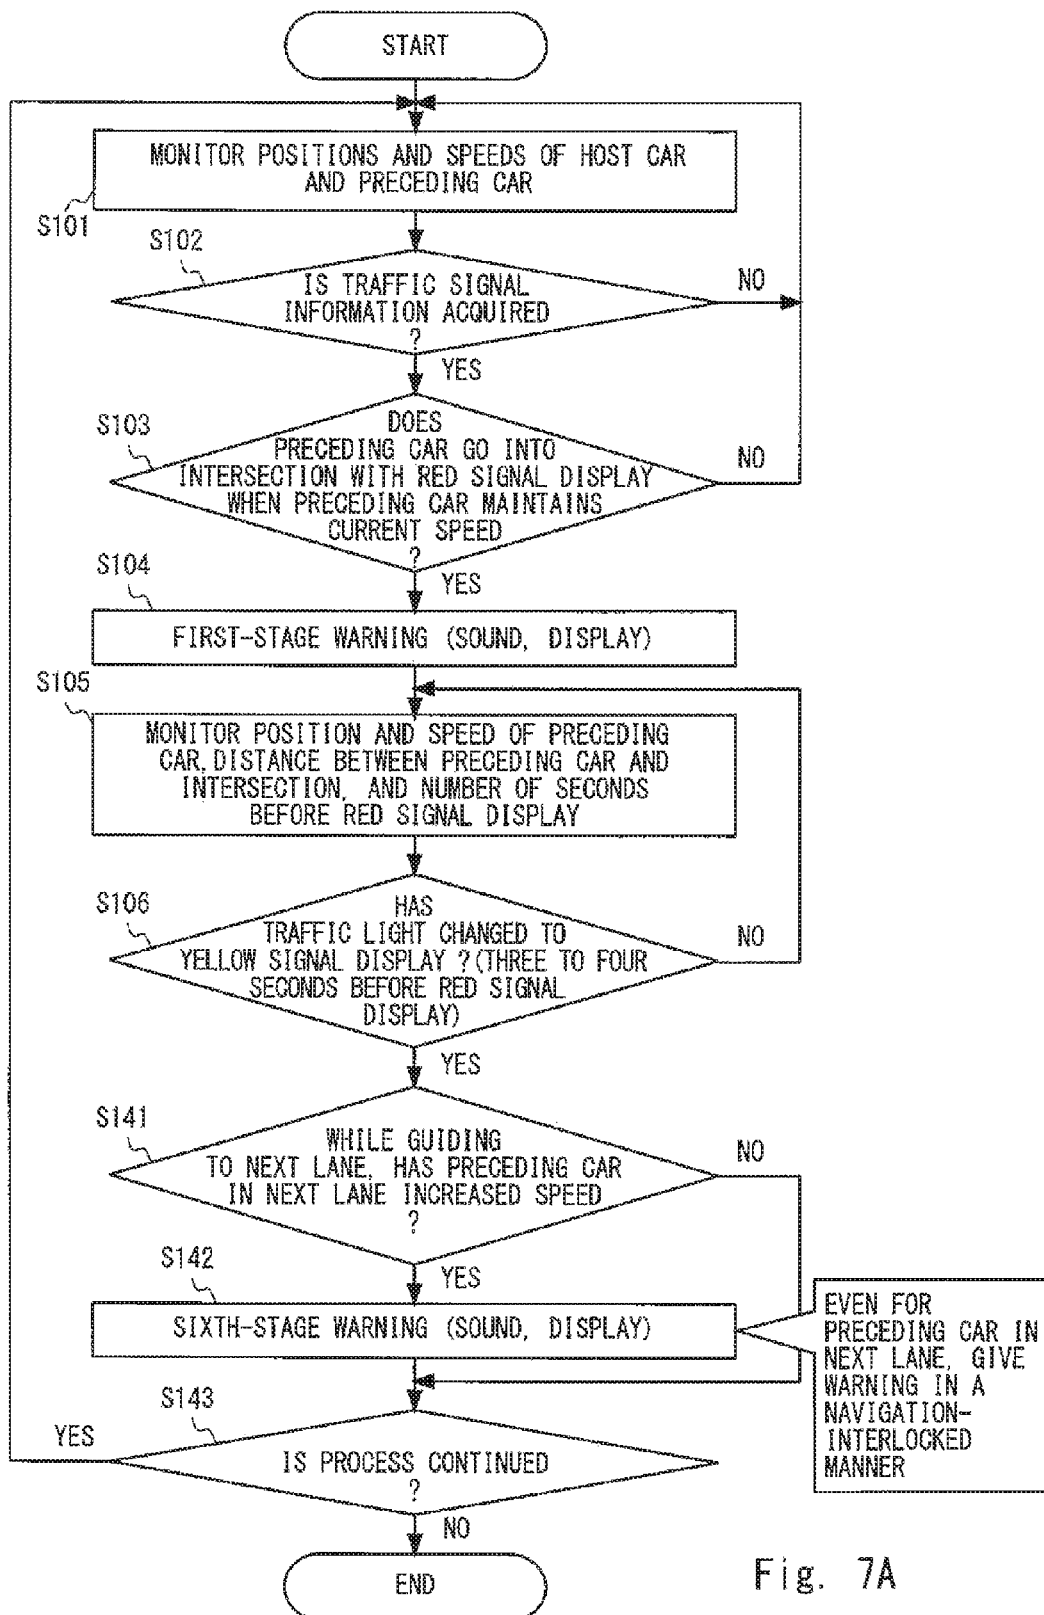 START
MONITOR POSITIONS AND SPEEDS OF HOST CAR
AND PRECEDING CAR
S101
S102
IS TRAFFIC SIGNAL
INFORMATION ACQUIRED
?
NO
YES
S103
DOES
PRECEDING CAR GO INTO
INTERSECTION WITH RED SIGNAL DISPLAY
WHEN PRECEDING CAR MAINTAINS
CURRENT SPEED
?
NO
YES
S104
FIRST-STAGE WARNING (SOUND, DISPLAY)
S105
MONITOR POSITION AND SPEED OF PRECEDING
CAR, DISTANCE BETWEEN PRECEDING CAR AND
INTERSECTION, AND NUMBER OF SECONDS
BEFORE RED SIGNAL DISPLAY
S106
HAS
TRAFFIC LIGHT CHANGED TO
YELLOW SIGNAL DISPLAY ?(THREE TO FOUR
SECONDS BEFORE RED SIGNAL
DISPLAY)
NO
YES
S141
WHILE GUIDING
TO NEXT LANE, HAS PRECEDING CAR
IN NEXT LANE INCREASED SPEED
?
NO
YES
S142
SIXTH-STAGE WARNING (SOUND, DISPLAY)
EVEN FOR
PRECEDING CAR IN
NEXT LANE, GIVE
WARNING IN A
NAVIGATION-
INTERLOCKED
MANNER
S143
YES
IS PROCESS CONTINUED
?
NO
END
Fig. 7A